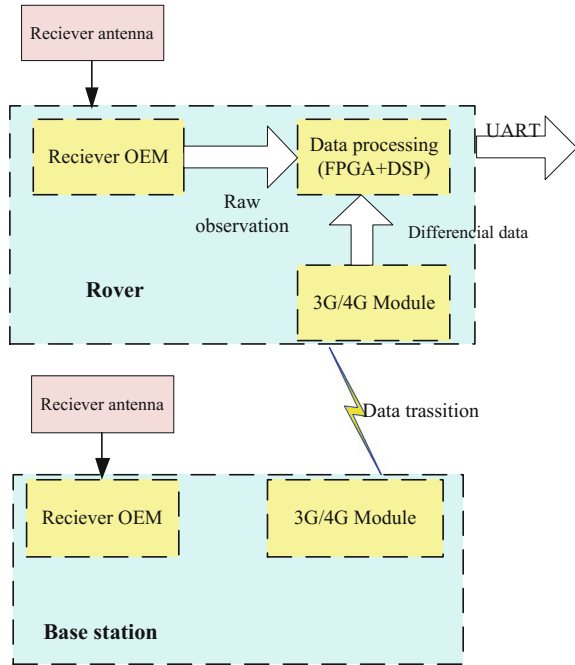 Reciever antenna
UART
Reciever OEM
Data processing
(FPGA+DSP)
Raw
observation
Differencial data
Rover
3G/4G Module
Reciever antenna
Data trassition
Reciever OEM
3G/4G Module
Base station